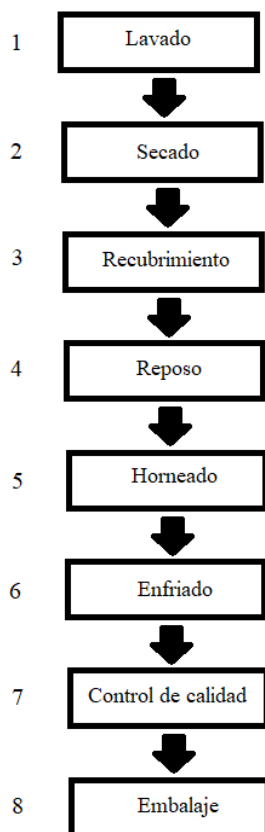 1 Lavado
2 Secado
3 Recubrimiento
4 Reposo
5 Horneado
6 Enfriado
7 Control de calidad
8 Embalaje